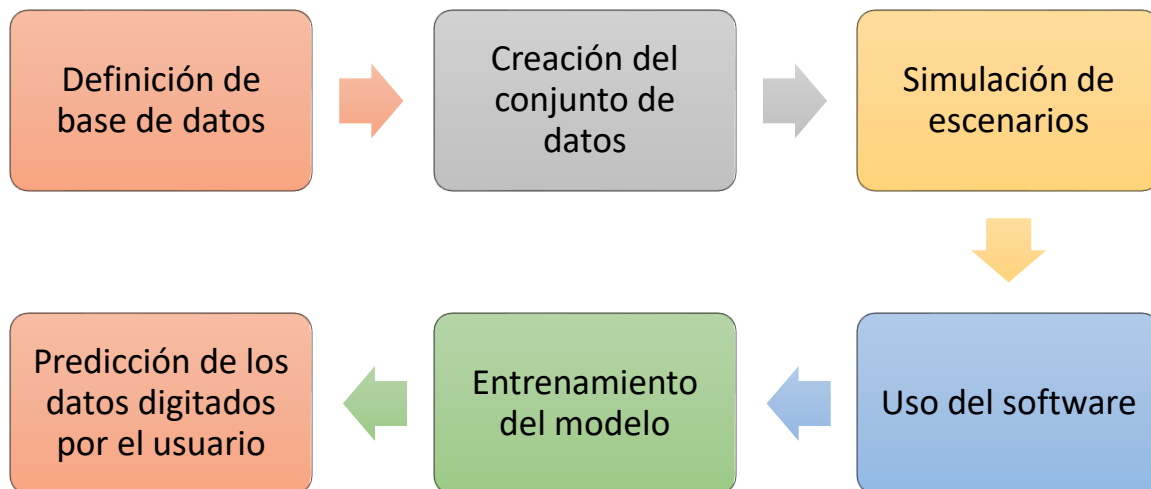 Definición de
base de datos
Creación del
conjunto de
datos
Simulación de
escenarios
Uso del software
Entrenamiento
del modelo
Predicción de los
datos digitados
por el usuario